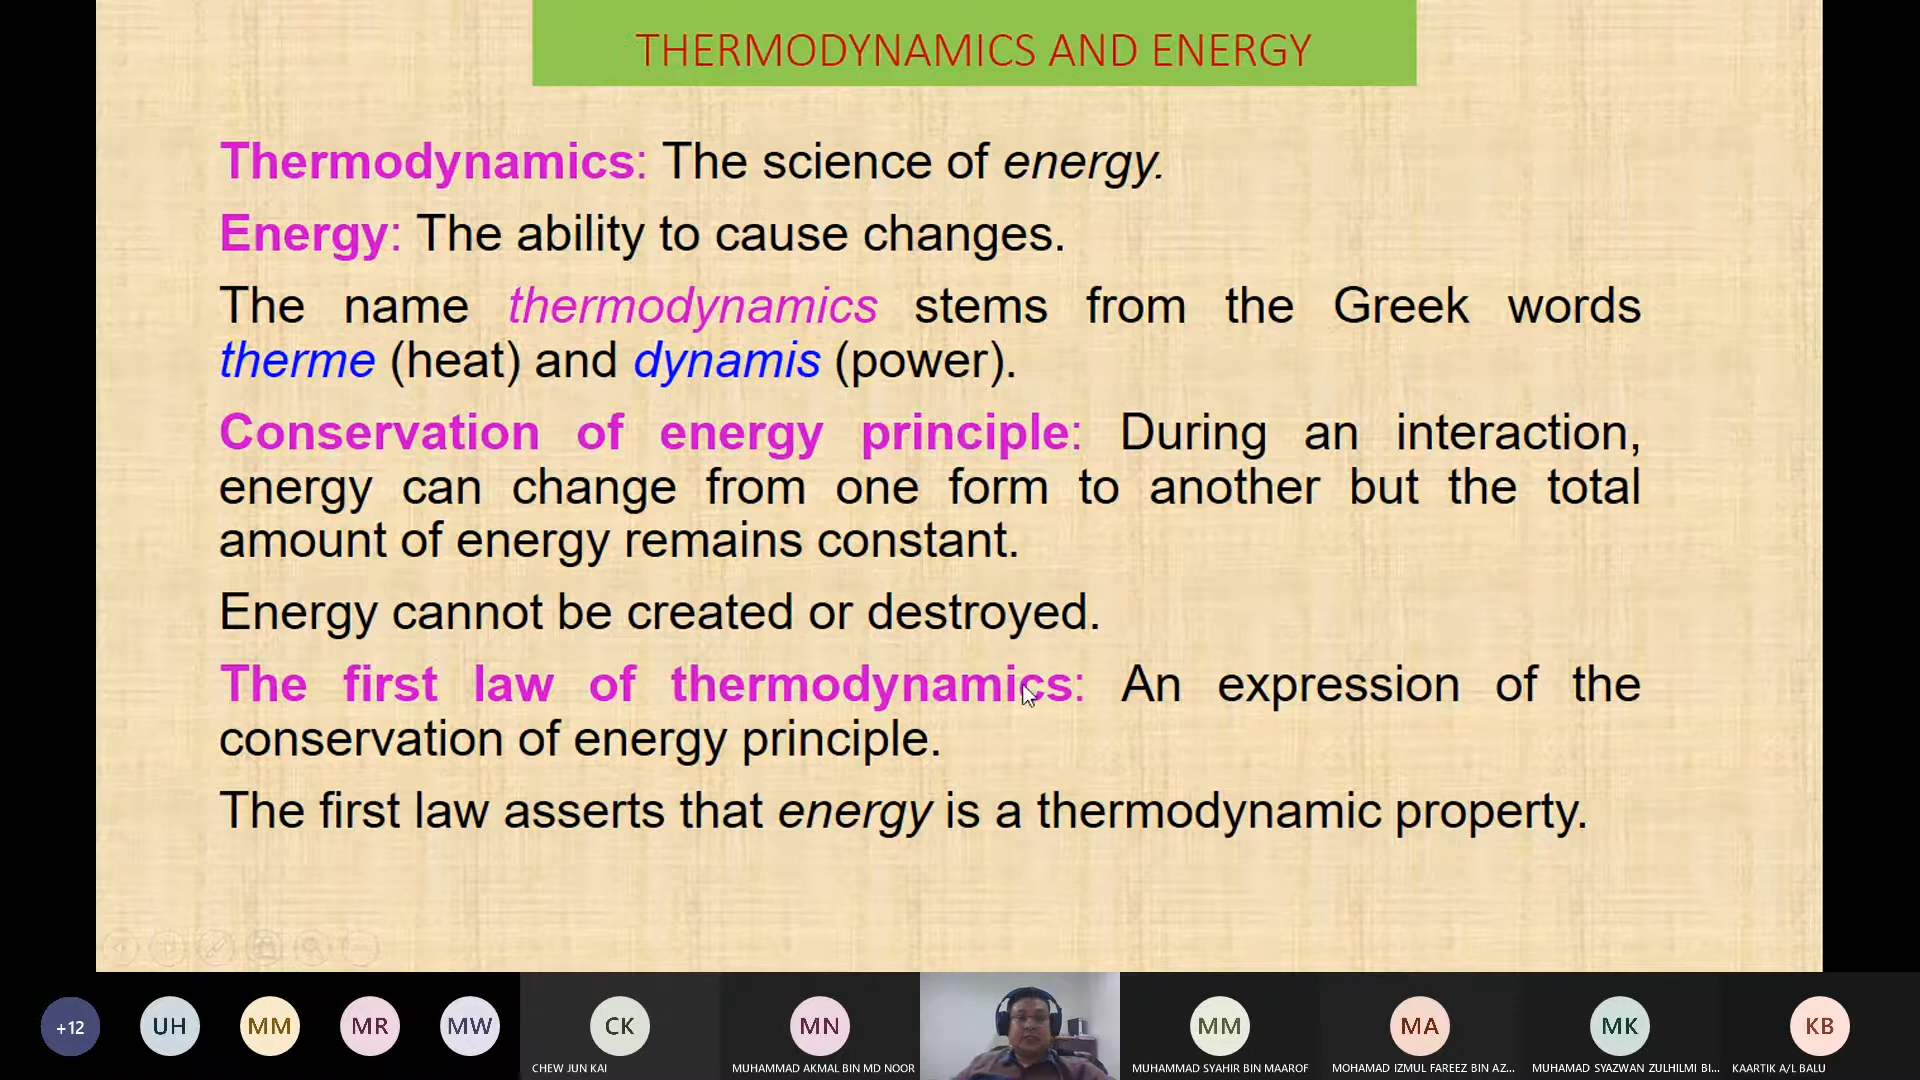 THERMODYNAMICS AND ENERGY
Thermodynamics: The science of energy.
Energy: The ability to cause changes.
The name thermodynamics stems from the Greek words
therme (heat) and dynamis (power).
Conservation of energy principle: During an interaction,
energy can change from one form to another but the total
amount of energy remains constant.
Energy cannot be created or destroyed.
The first law of thermodynamics: An expression of the
conservation of energy principle.
The first law asserts that energy is a thermodynamic property.
+12
UH
MM
MR
MW
CK
CHEW JUN KAI
MN
MUHAMMAD AKMAL BIN MD NOOR
MM
MUHAMMAD SYAHIR BIN MAAROF
MA
MOHAMAD IZMUL FAREEZ BIN AZ...
MK
MUHAMAD SYAZWAN ZULHILMI BI...
KB
KAARTIK A/L BALU